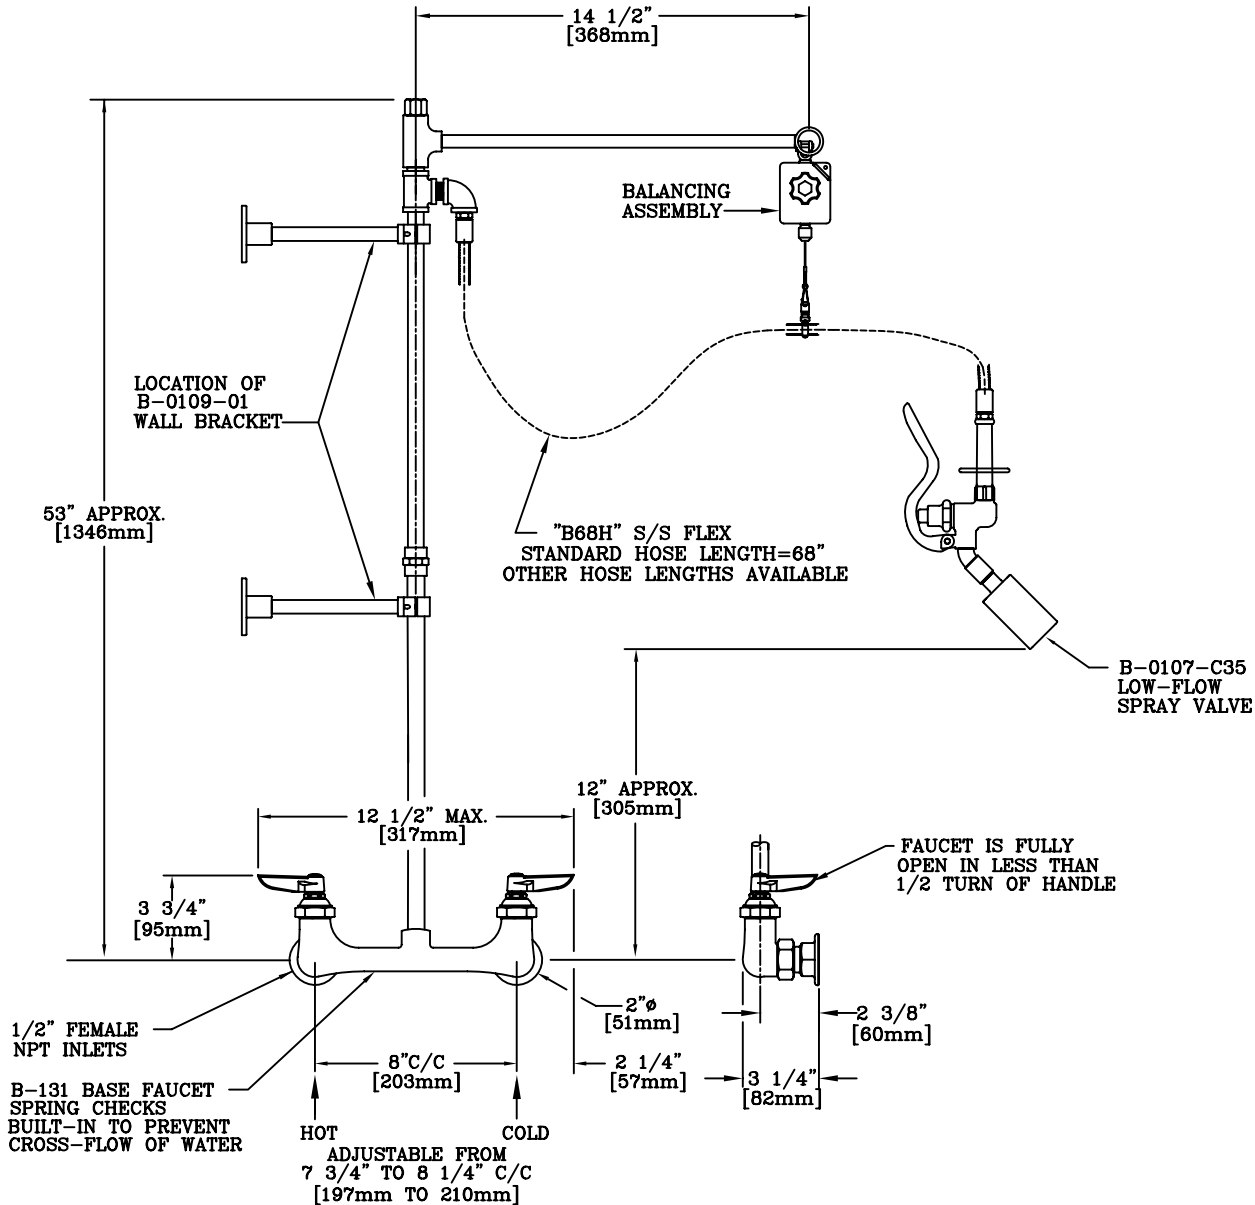 14 1/2"
[368mm]
BALANCING
ASSEMBLY
LOCATION OF
B-0109-01
WALL BRACKET
53" APPROX.
[1346mm]
"B68H" S/S FLEX
STANDARD HOSE LENGTH=68"
OTHER HOSE LENGTHS AVAILABLE
B-0107-C35
LOW-FLOW
SPRAY VALVE
12" APPROX.
[305mm]
12 1/2" MAX.
[317mm]
FAUCET IS FULLY
OPEN IN LESS THAN
1/2 TURN OF HANDLE
3 3/4"
[95mm]
2"ø
[51mm]
2 3/8"
[60mm]
1/2" FEMALE
NPT INLETS
8"C/C
[203mm]
2 1/4"
[57mm]
3 1/4"
[82mm]
B-131 BASE FAUCET
SPRING CHECKS
BUILT-IN TO PREVENT
CROSS-FLOW OF WATER
HOT
COLD
ADJUSTABLE FROM
7 3/4" TO 8 1/4" C/C
[197mm TO 210mm]